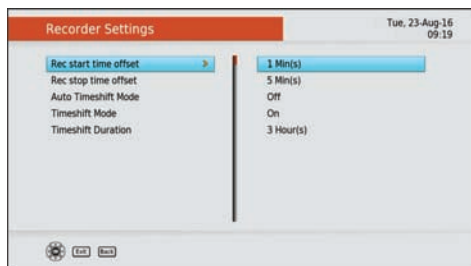 Recorder Settings
Tue, 23-Aug-16
09:19
Rec start time offset
1 Min(s)
Rec stop time offset
5 Min(s)
Auto Timeshift Mode
Off
Timeshift Mode
On
Timeshift Duration
3 Hour(s)
Exit
Back